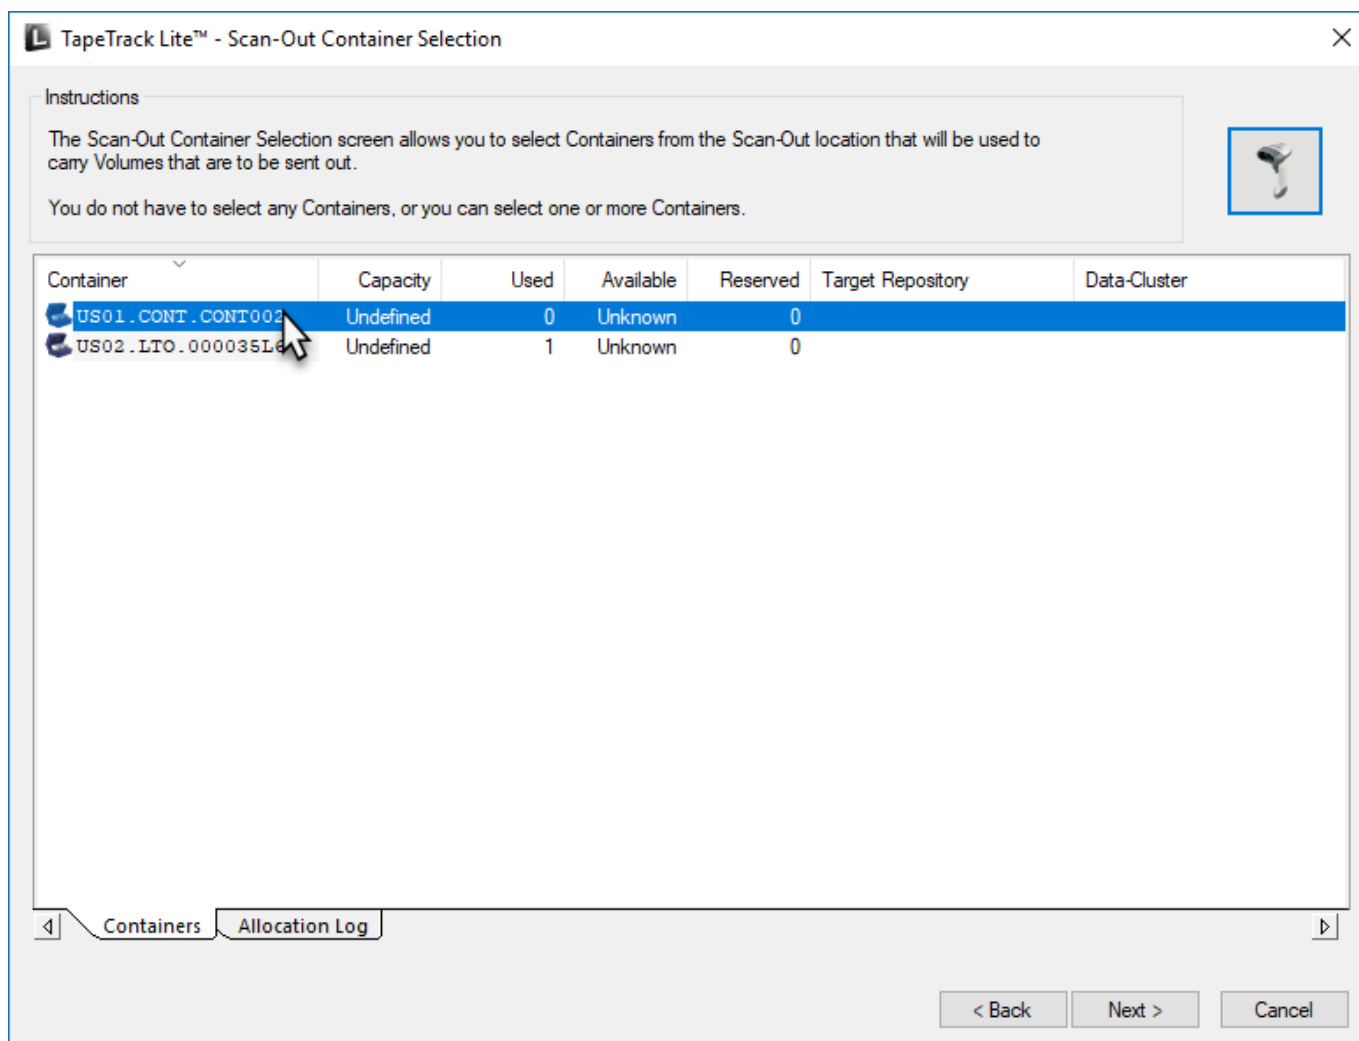 TapeTrack Lite™ - Scan-Out Container Selection
Instructions
The Scan-Out Container Selection screen allows you to select Containers from the Scan-Out location that will be used to
carry Volumes that are to be sent out.
You do not have to select any Containers, or you can select one or more Containers.
Container Capacity Used Available Reserved Target Repository Data-Cluster
US01.CONT.CONT002 Undefined 0 Unknown 0
Undefined 1 Unknown 0
Containers Allocation Log
< Back Next > Cancel